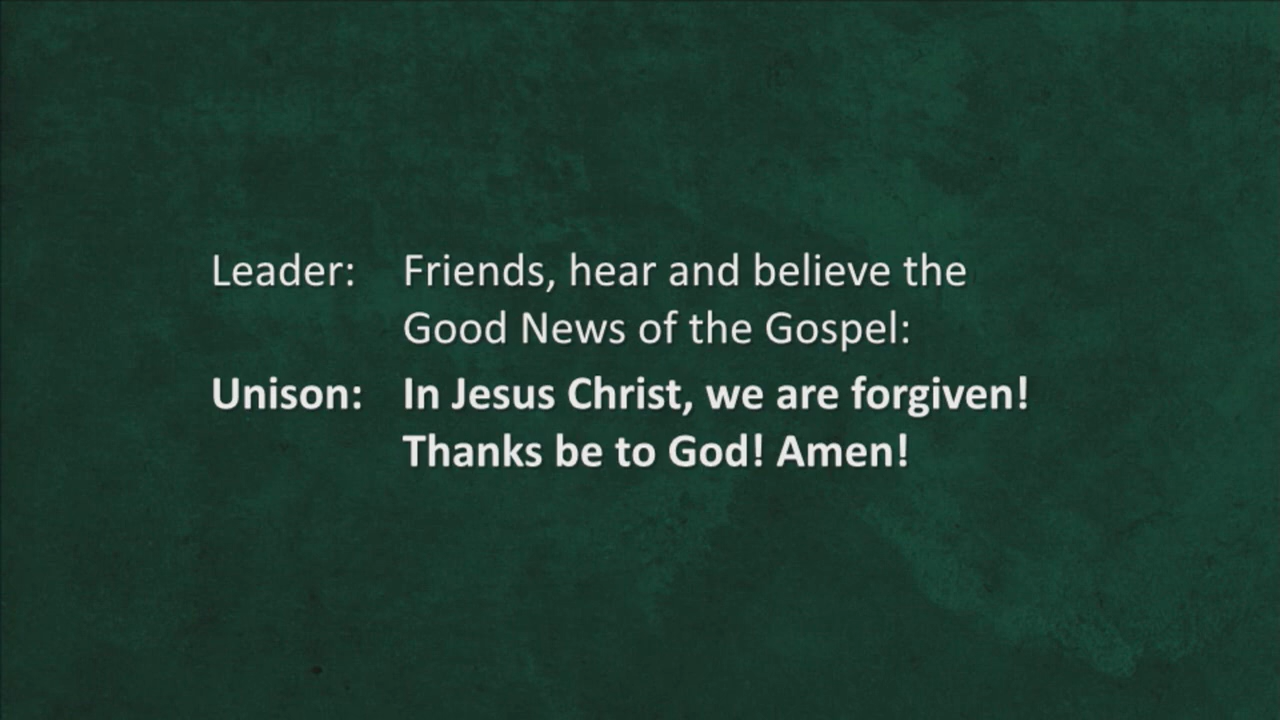 Leader: Friends, hear and believe the
Good News of the Gospel:
Unison: In Jesus Christ, we are forgiven!
Thanks be to God! Amen!